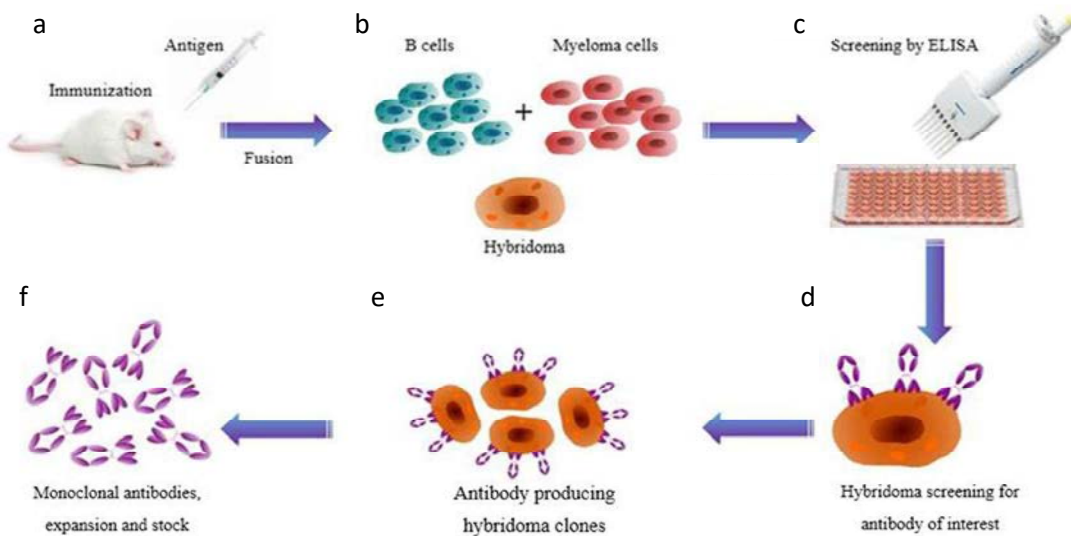 a
Antigen
Immunization
Fusion
b
B cells
Myeloma cells
+
Hybridoma
c
Screening by ELISA
d
Hybridoma screening for
antibody of interest
e
Antibody producing
hybridoma clones
f
Monoclonal antibodies,
expansion and stock